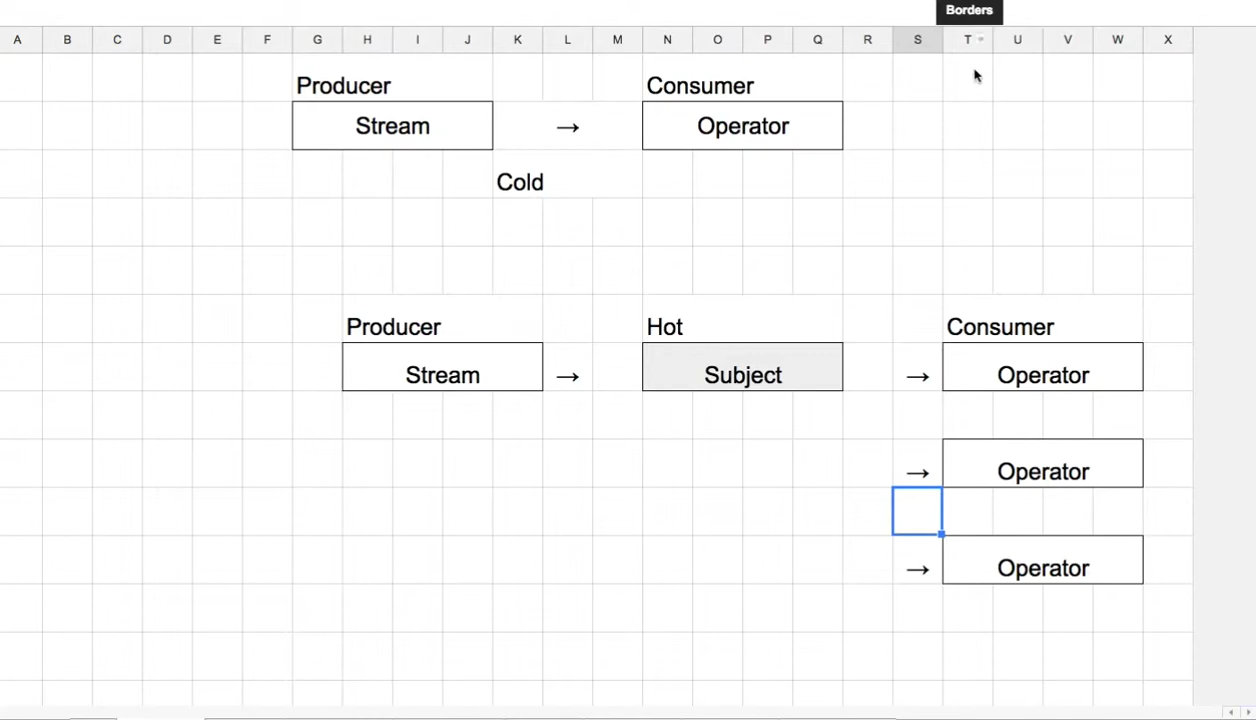 Borders
A B C D E F G H I J K L M N O P Q R S T U V W X
Producer Consumer
Stream → Operator
Cold
Producer Hot Consumer
Stream → Subject → Operator
→ Operator
→ Operator